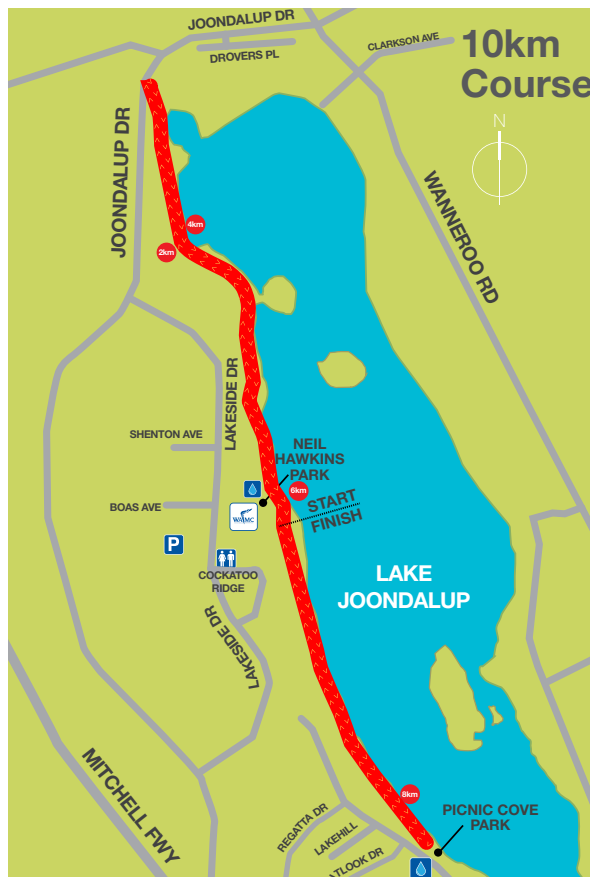 JOONDALUP DR
DROVERS PL
CLARKSON AVE
10km
Course
N
JOONDALUP DR
WANNEROO RD
4km
2km
LAKESIDE DR
SHENTON AVE
NEIL
HAWKINS
PARK
6km
START
FINISH
BOAS AVE
WAMC
P
COCKATOO
RIDGE
LAKE
JOONDALUP
LAKESIDE DR
MITCHELL FWY
8km
PICNIC COVE
PARK
REGATTA DR
LAKEHILL
ATLOOK DR